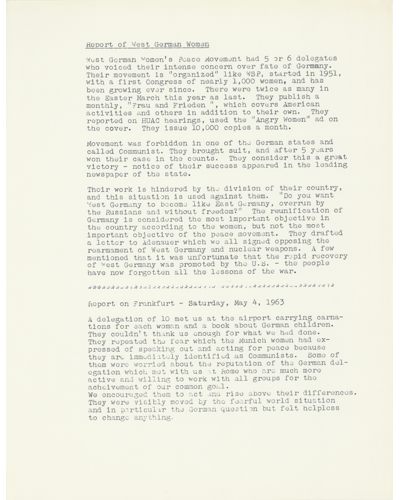 Report of West German Women
West German Women's Peace Movement had 5 or 6 delegates
who voiced their intense concern over fate of Germany.
Their movement is "organized" like WSP, started in 1951,
with a first Congress of nearly 1,000 women, and has
been growing ever since. There were twice as many in
the Easter March this year as last. They publish a
monthly, "Frau und Frieden", which covers American
activities and others in addition to their own. They
reported on HUAC hearings, used the "Angry Women" ad on
the cover. They issue 10,000 copies a month.
Movement was forbidden in one of the German states and
called Communist. They brought suit, and after 5 years
won their case in the courts. They consider this a great
victory - notice of their success appeared in the leading
newspaper of the state.
Their work is hindered by the division of their country,
and this situation is used against them. "Do you want
West Germany to become like East Germany, overrun by
the Russians and without freedom?" The reunification of
Germany is considered the most important objective in
the country according to the women, but not the most
important objective of the peace movement. They drafted
a letter to Adenauer which we all signed opposing the
rearmament of West Germany and nuclear weapons. A few
mentioned that it was unfortunate that the rapid recovery
of West Germany was promoted by the U.S. - the people
have now forgotten all the lessons of the war.
Report on Frankfurt - Saturday, May 4, 1963
A delegation of 10 met us at the airport carrying carna-
tions for each woman and a book about German children.
They couldn't thank us enough for what we had done.
They repeated the fear which the Munich women had ex-
pressed of speaking out and acting for peace because
they are immediately identified as Communists. Some of
them were worried about the reputation of the German del-
egation which met with us at Rome who are much more
active and willing to work with all groups for the
acheivement of our common goal.
We encouraged them to act and rise above their differences.
They were visibly moved by the fearful world situation
and in particular the German question but felt helpless
to change anything.